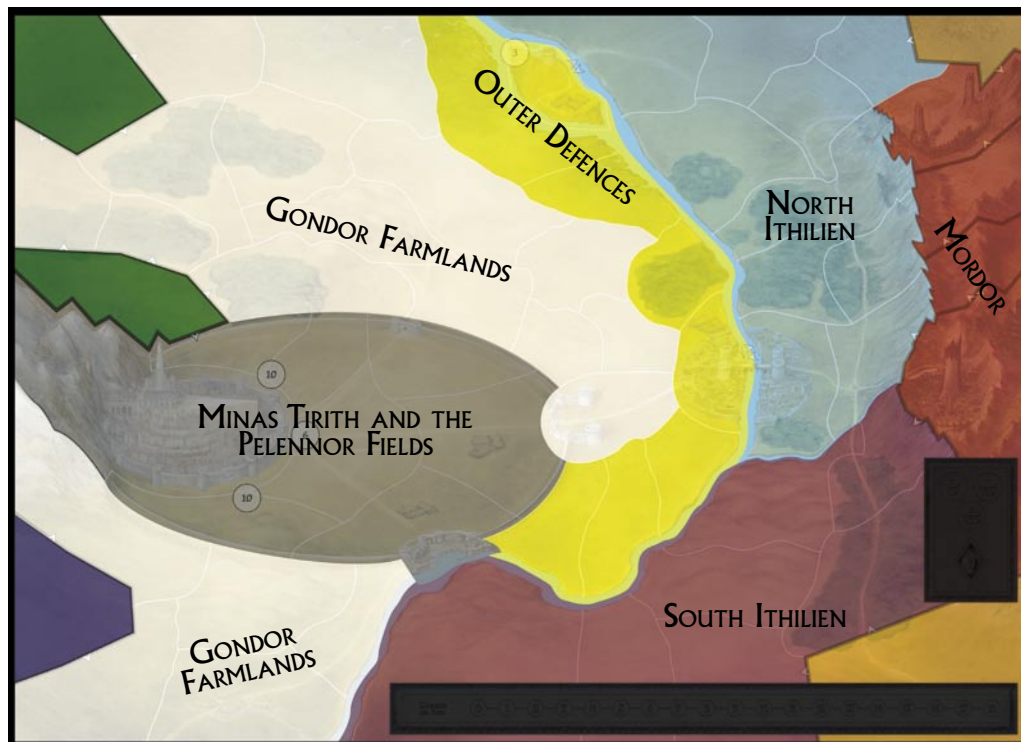 3
OUTER DEFENCES
NORTH
ITHILIEN
GONDOR FARMLANDS
MORDOR
10
MINAS TIRITH AND THE
PELENNOR FIELDS
10
SOUTH ITHILIEN
GONDOR
FARMLANDS